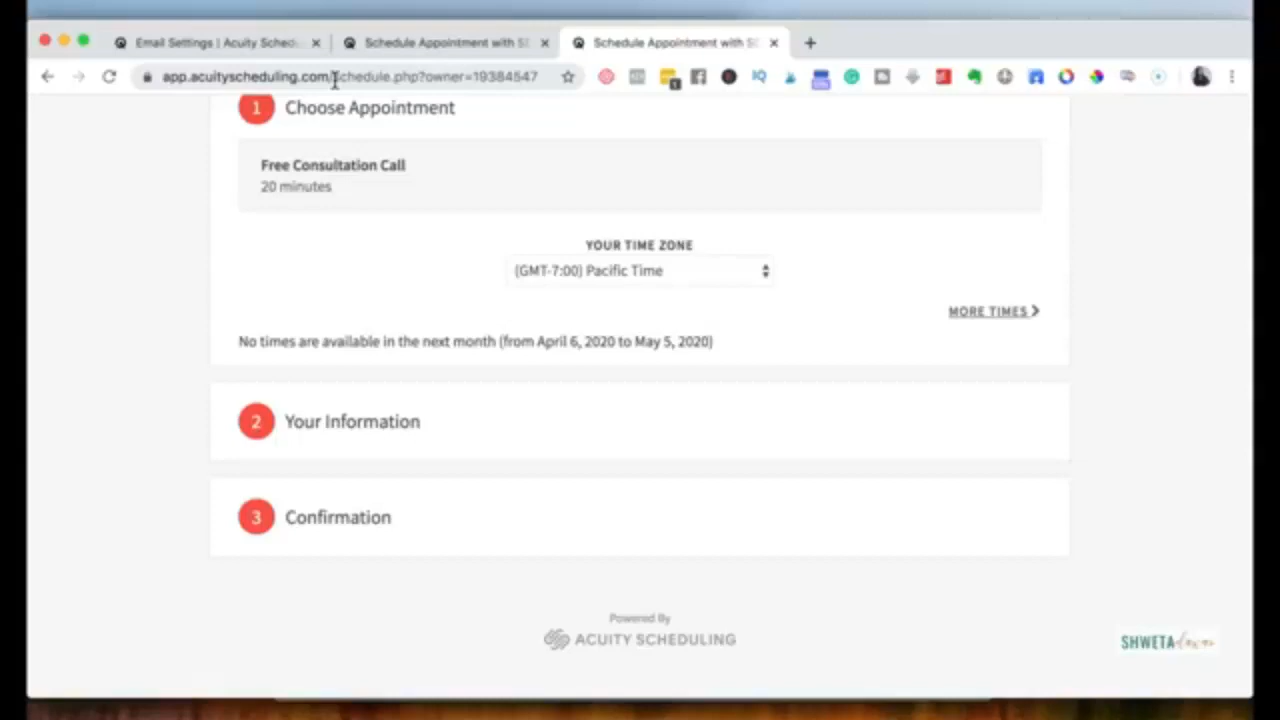 Email Settings | Acuity Sched
Schedule Appointment with S
Schedule Appointment with S
app.acuityscheduling.com/schedule.php?owner=19384547
1 Choose Appointment
Free Consultation Call
20 minutes
YOUR TIME ZONE
(GMT-7:00) Pacific Time
MORE TIMES
No times are available in the next month (from April 6, 2020 to May 5, 2020)
2 Your Information
3 Confirmation
Powered By
ACUITY SCHEDULING
SHWETA